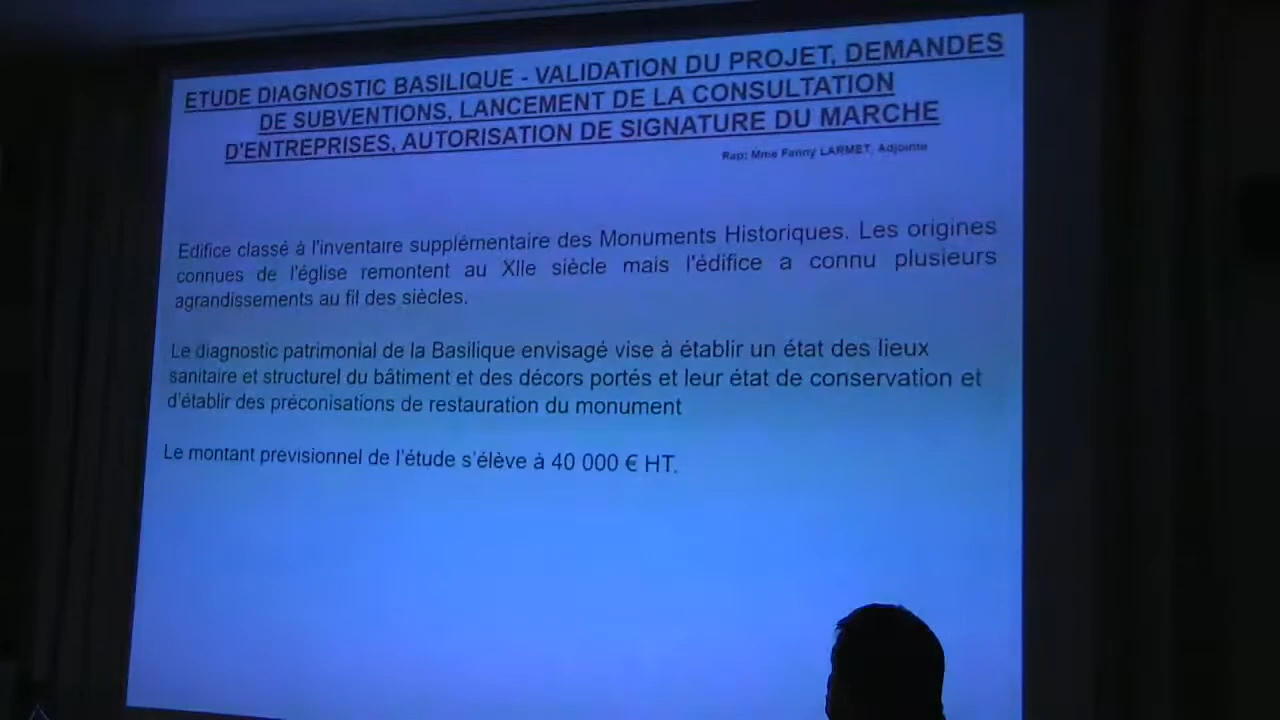 ETUDE DIAGNOSTIC BASILIQUE - VALIDATION DU PROJET, DEMANDES
DE SUBVENTIONS, LANCEMENT DE LA CONSULTATION
D'ENTREPRISES, AUTORISATION DE SIGNATURE DU MARCHE
Rap: Mme Fanny LARMET, Adjointe
Edifice classé à l'inventaire supplémentaire des Monuments Historiques. Les origines
connues de l'église remontent au XIIe siècle mais l'édifice a connu plusieurs
agrandissements au fil des siècles.
Le diagnostic patrimonial de la Basilique envisagé vise à établir un état des lieux
sanitaire et structurel du bâtiment et des décors portés et leur état de conservation et
d'établir des préconisations de restauration du monument
Le montant previsionnel de l'étude s'élève à 40 000 € HT.